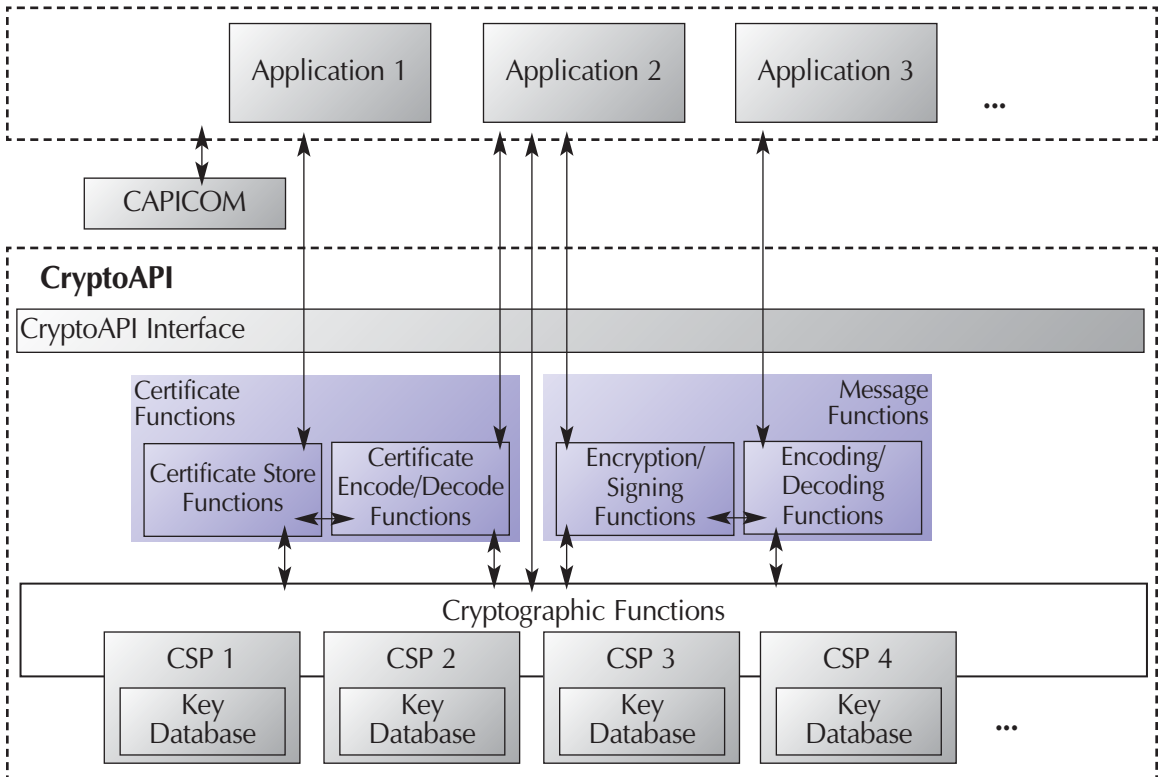 Application 1
Application 2
Application 3
...
CAPICOM
CryptoAPI
CryptoAPI Interface
Certificate
Functions
Message
Functions
Certificate Store
Functions
Certificate
Encode/Decode
Functions
Encryption/
Signing
Functions
Encoding/
Decoding
Functions
Cryptographic Functions
CSP 1
Key
Database
CSP 2
Key
Database
CSP 3
Key
Database
CSP 4
Key
Database
...